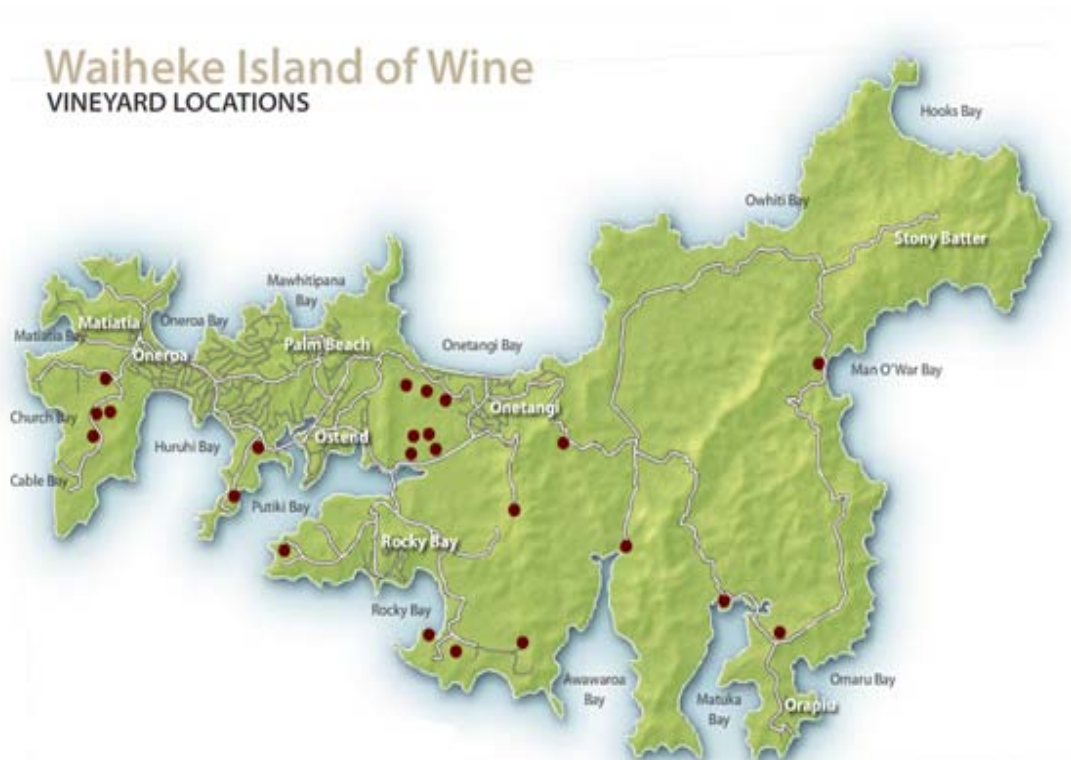 Waiheke Island of Wine
VINEYARD LOCATIONS
Hooks Bay
Owhiti Bay
Stony Batter
Mawhitipana
Bay
Matiatia
Oneroa Bay
Matiatia Bay
Palm Beach
Onetangi Bay
Oneroa
Man O'War Bay
Church Bay
Onetangi
Ostend
Huruhi Bay
Cable Bay
Putiki Bay
Rocky Bay
Rocky Bay
Awawaroa
Bay
Omaru Bay
Matuka
Bay
Orapiu